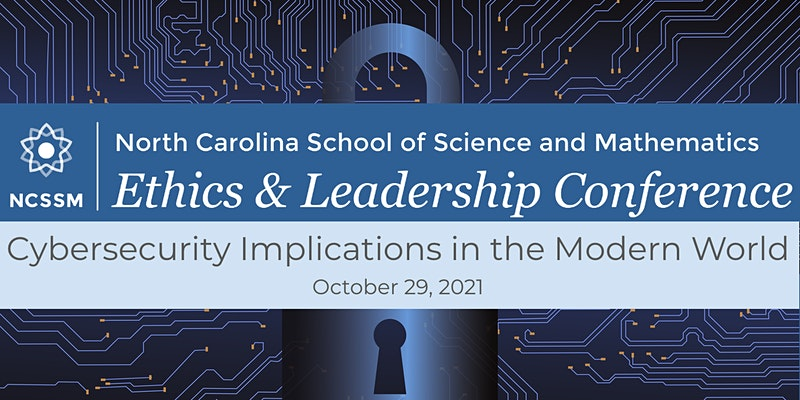 NCSSM
North Carolina School of Science and Mathematics
Ethics & Leadership Conference
Cybersecurity Implications in the Modern World
October 29, 2021